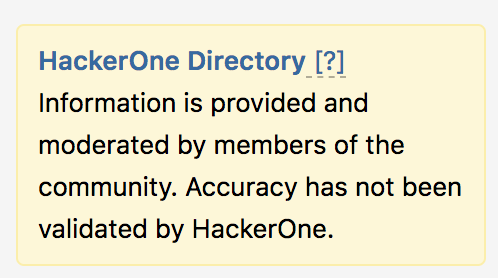 HackerOne Directory [?]
Information is provided and
moderated by members of the
community. Accuracy has not been
validated by HackerOne.